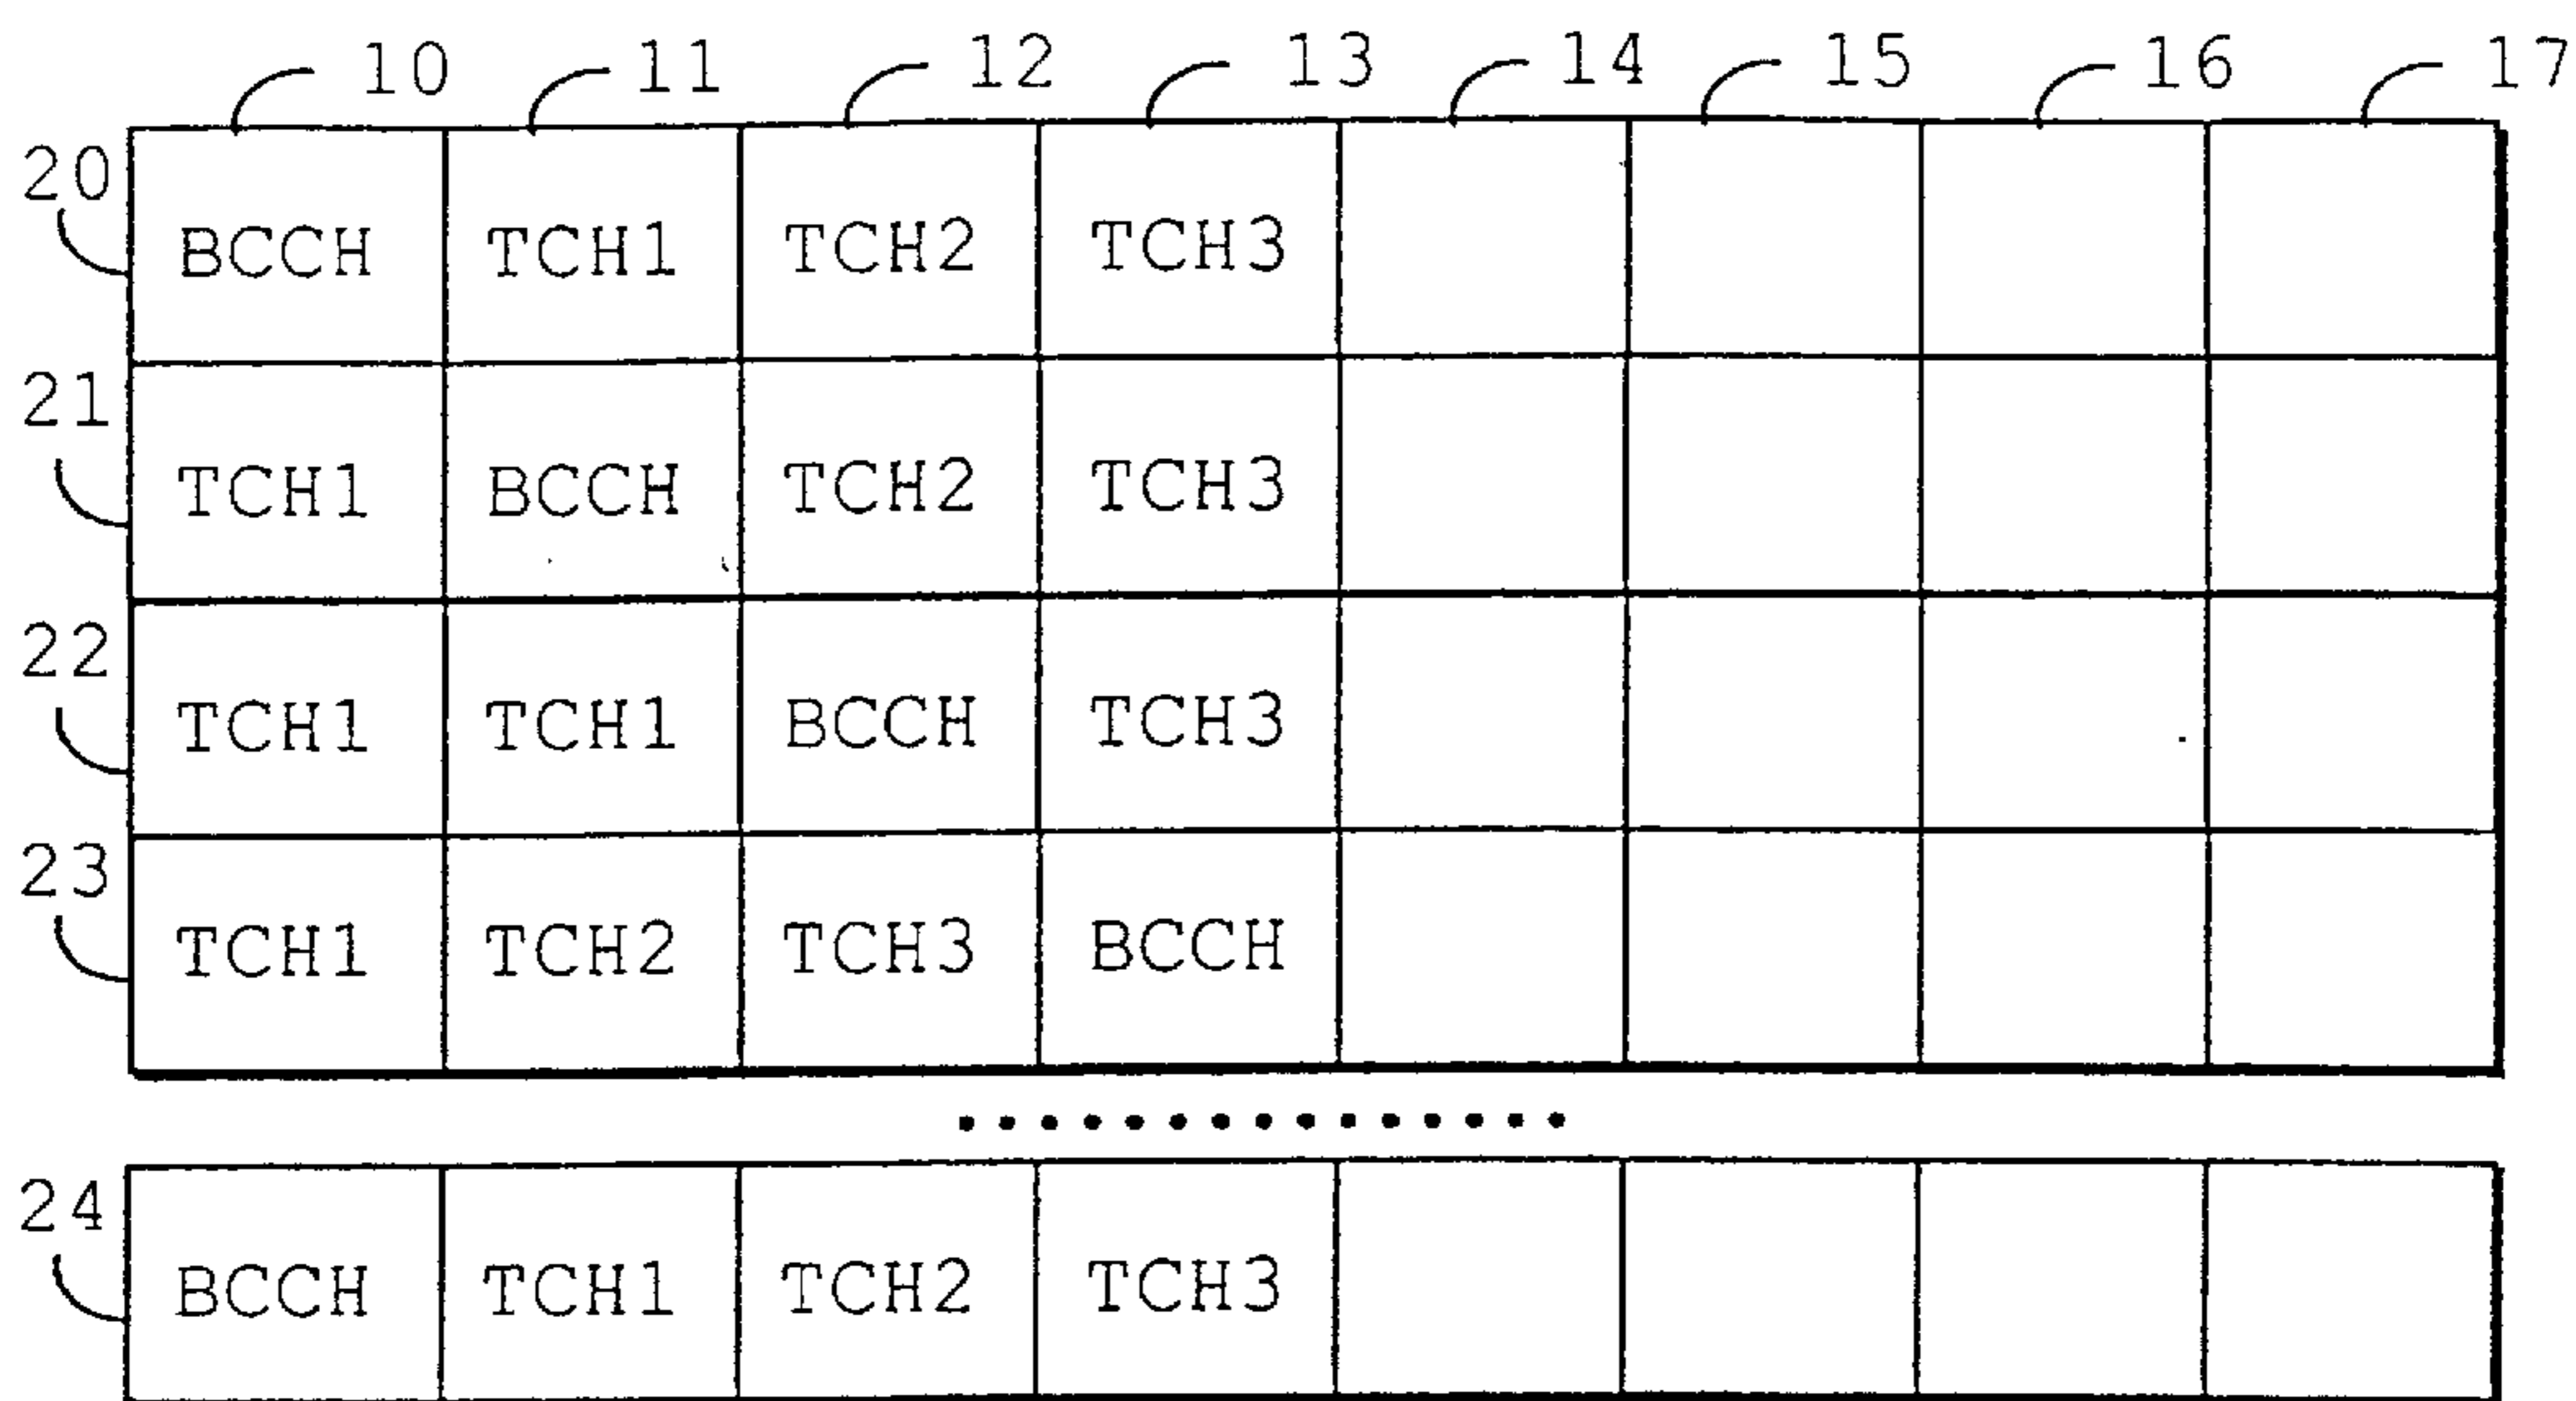 10 11 12 13 14 15 16 17
20
BCCH TCH1 TCH2 TCH3
21
TCH1 BCCH TCH2 TCH3
22
TCH1 TCH1 BCCH TCH3
23
TCH1 TCH2 TCH3 BCCH
24
BCCH TCH1 TCH2 TCH3